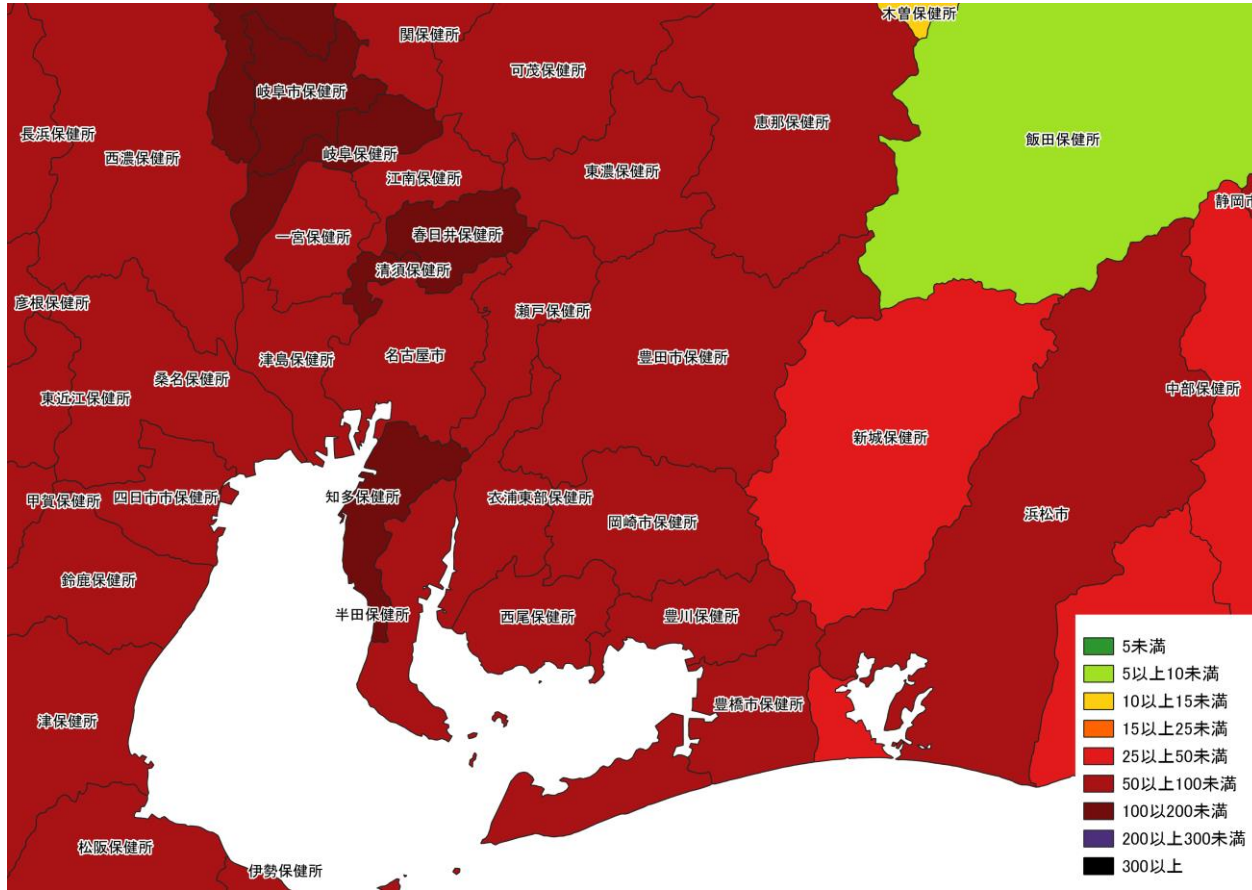 木曽保健所
関保健所
可茂保健所
岐阜市保健所
恵那保健所
長浜保健所
西濃保健所
岐阜保健所
飯田保健所
東濃保健所
江南保健所
静岡市
一宮保健所
春日井保健所
清須保健所
彦根保健所
瀬戸保健所
津島保健所
名古屋市
豊田市保健所
桑名保健所
中部保健所
東近江保健所
新城保健所
知多保健所
衣浦東部保健所
甲賀保健所
四日市市保健所
岡崎市保健所
浜松市
鈴鹿保健所
半田保健所
西尾保健所
豊川保健所
津保健所
豊橋市保健所
松阪保健所
伊勢保健所
5未満
5以上10未満
10以上15未満
15以上25未満
25以上50未満
50以上100未満
100以200未満
200以上300未満
300以上